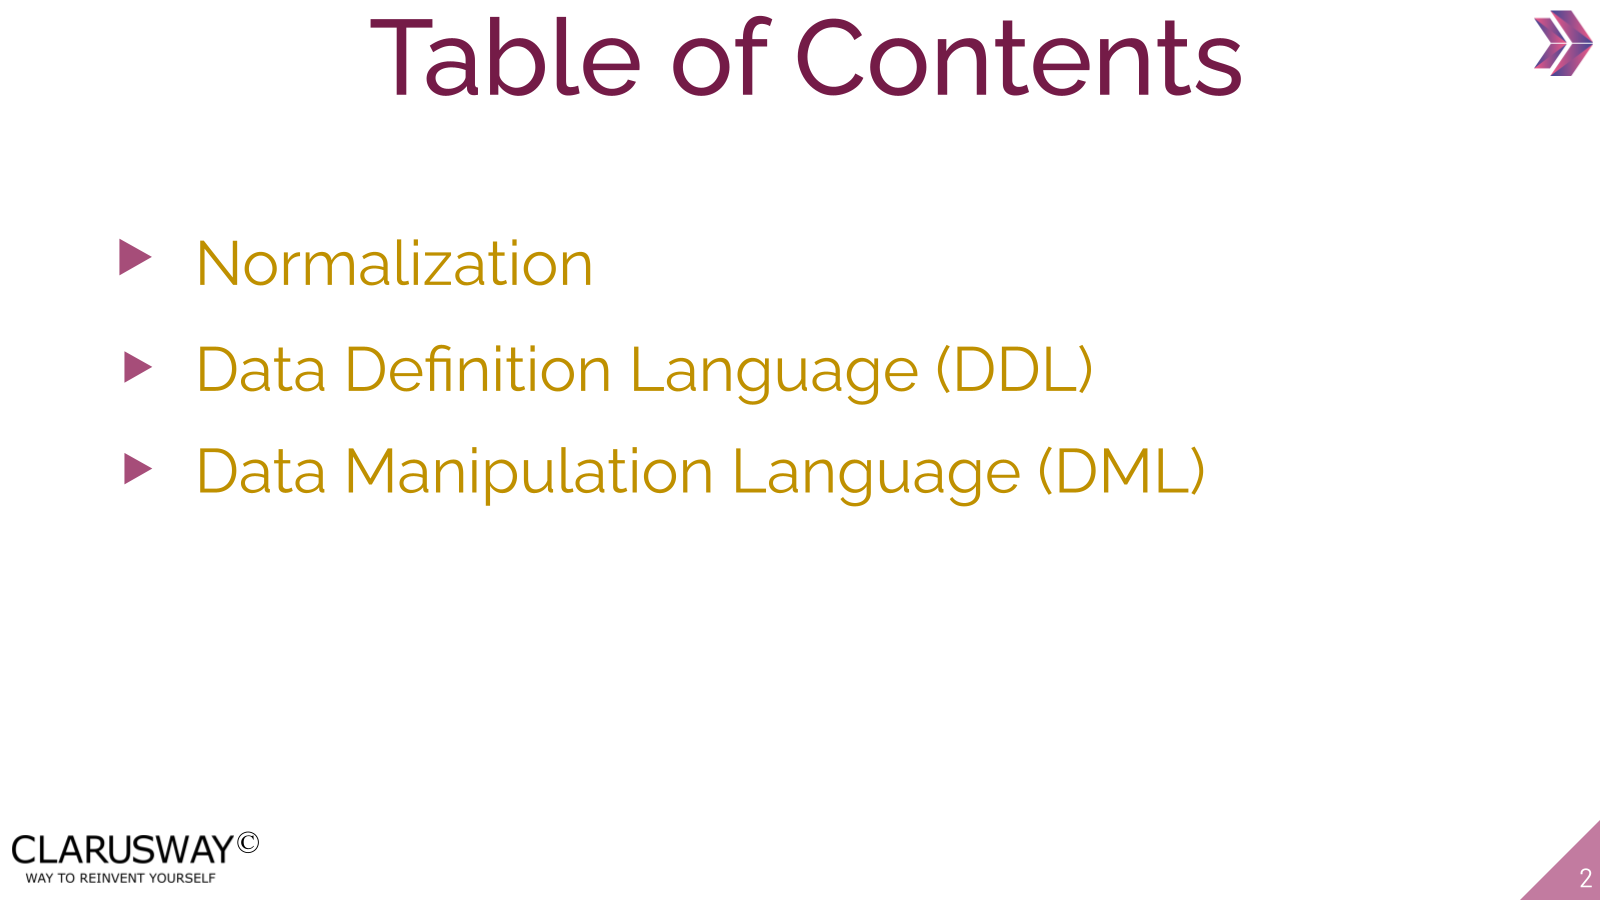 Table of Contents
Normalization
Data Definition Language (DDL)
Data Manipulation Language (DML)
CLARUSWAY©
WAY TO REINVENT YOURSELF
2